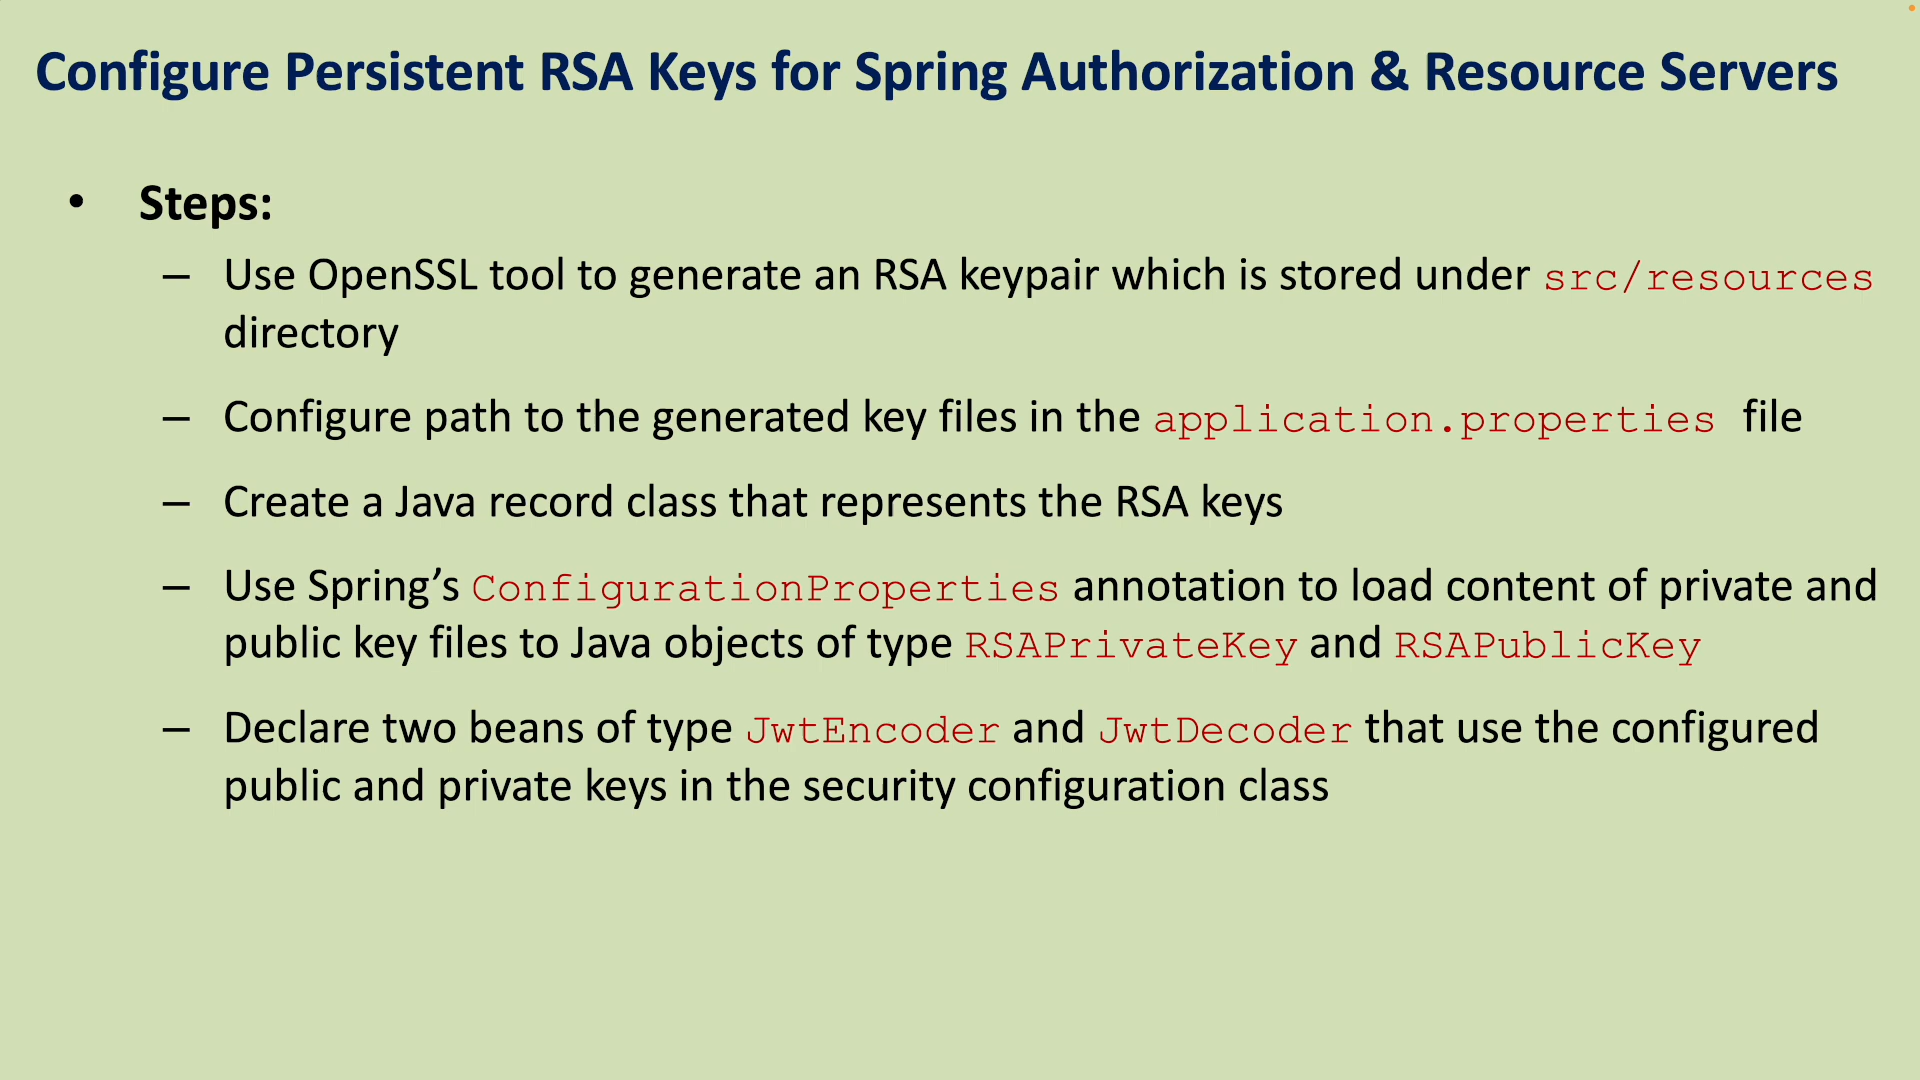 Configure Persistent RSA Keys for Spring Authorization & Resource Servers
• Steps:
– Use OpenSSL tool to generate an RSA keypair which is stored under src/resources
directory
– Configure path to the generated key files in the application.properties file
– Create a Java record class that represents the RSA keys
– Use Spring’s ConfigurationProperties annotation to load content of private and
public key files to Java objects of type RSAPrivateKey and RSAPublicKey
– Declare two beans of type JwtEncoder and JwtDecoder that use the configured
public and private keys in the security configuration class